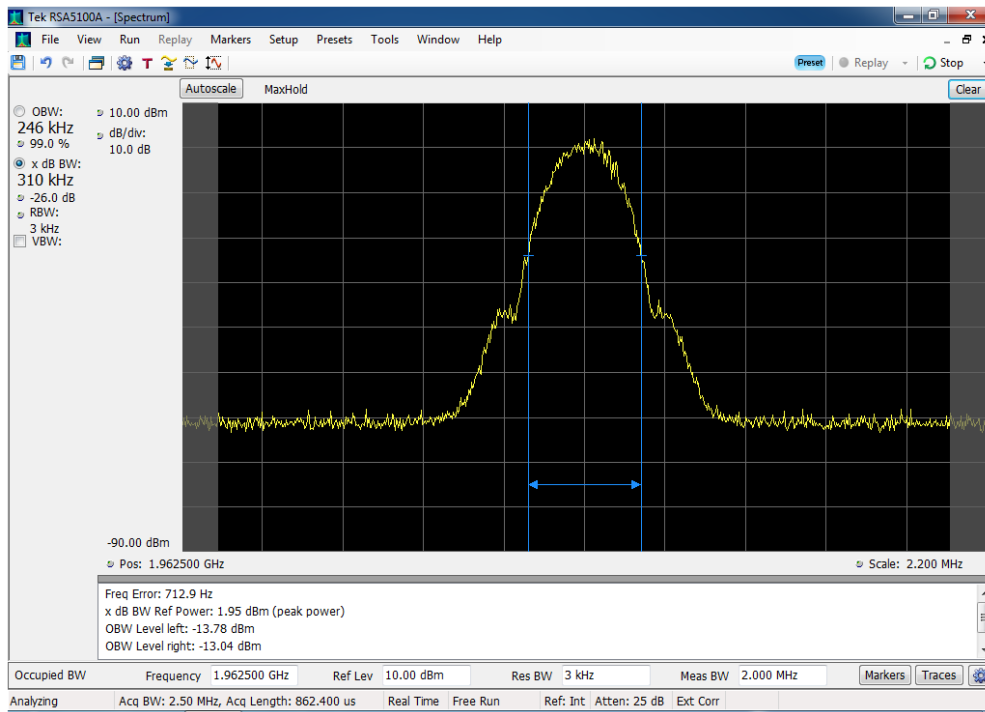 Tek RSA5100A - [Spectrum]
File View Run Replay Markers Setup Presets Tools Window Help
T Preset Replay Stop
Autoscale MaxHold Clear
OBW:
246 kHz
99.0 %
x dB BW:
310 kHz
-26.0 dB
RBW:
3 kHz
VBW:
10.00 dBm
dB/div:
10.0 dB
-90.00 dBm
Pos: 1.962500 GHz Scale: 2.200 MHz
Freq Error: 712.9 Hz
x dB BW Ref Power: 1.95 dBm (peak power)
OBW Level left: -13.78 dBm
OBW Level right: -13.04 dBm
Occupied BW Frequency 1.962500 GHz Ref Lev 10.00 dBm Res BW 3 kHz Meas BW 2.000 MHz Markers Traces
Analyzing Acq BW: 2.50 MHz, Acq Length: 862.400 us Real Time Free Run Ref: Int Atten: 25 dB Ext Corr